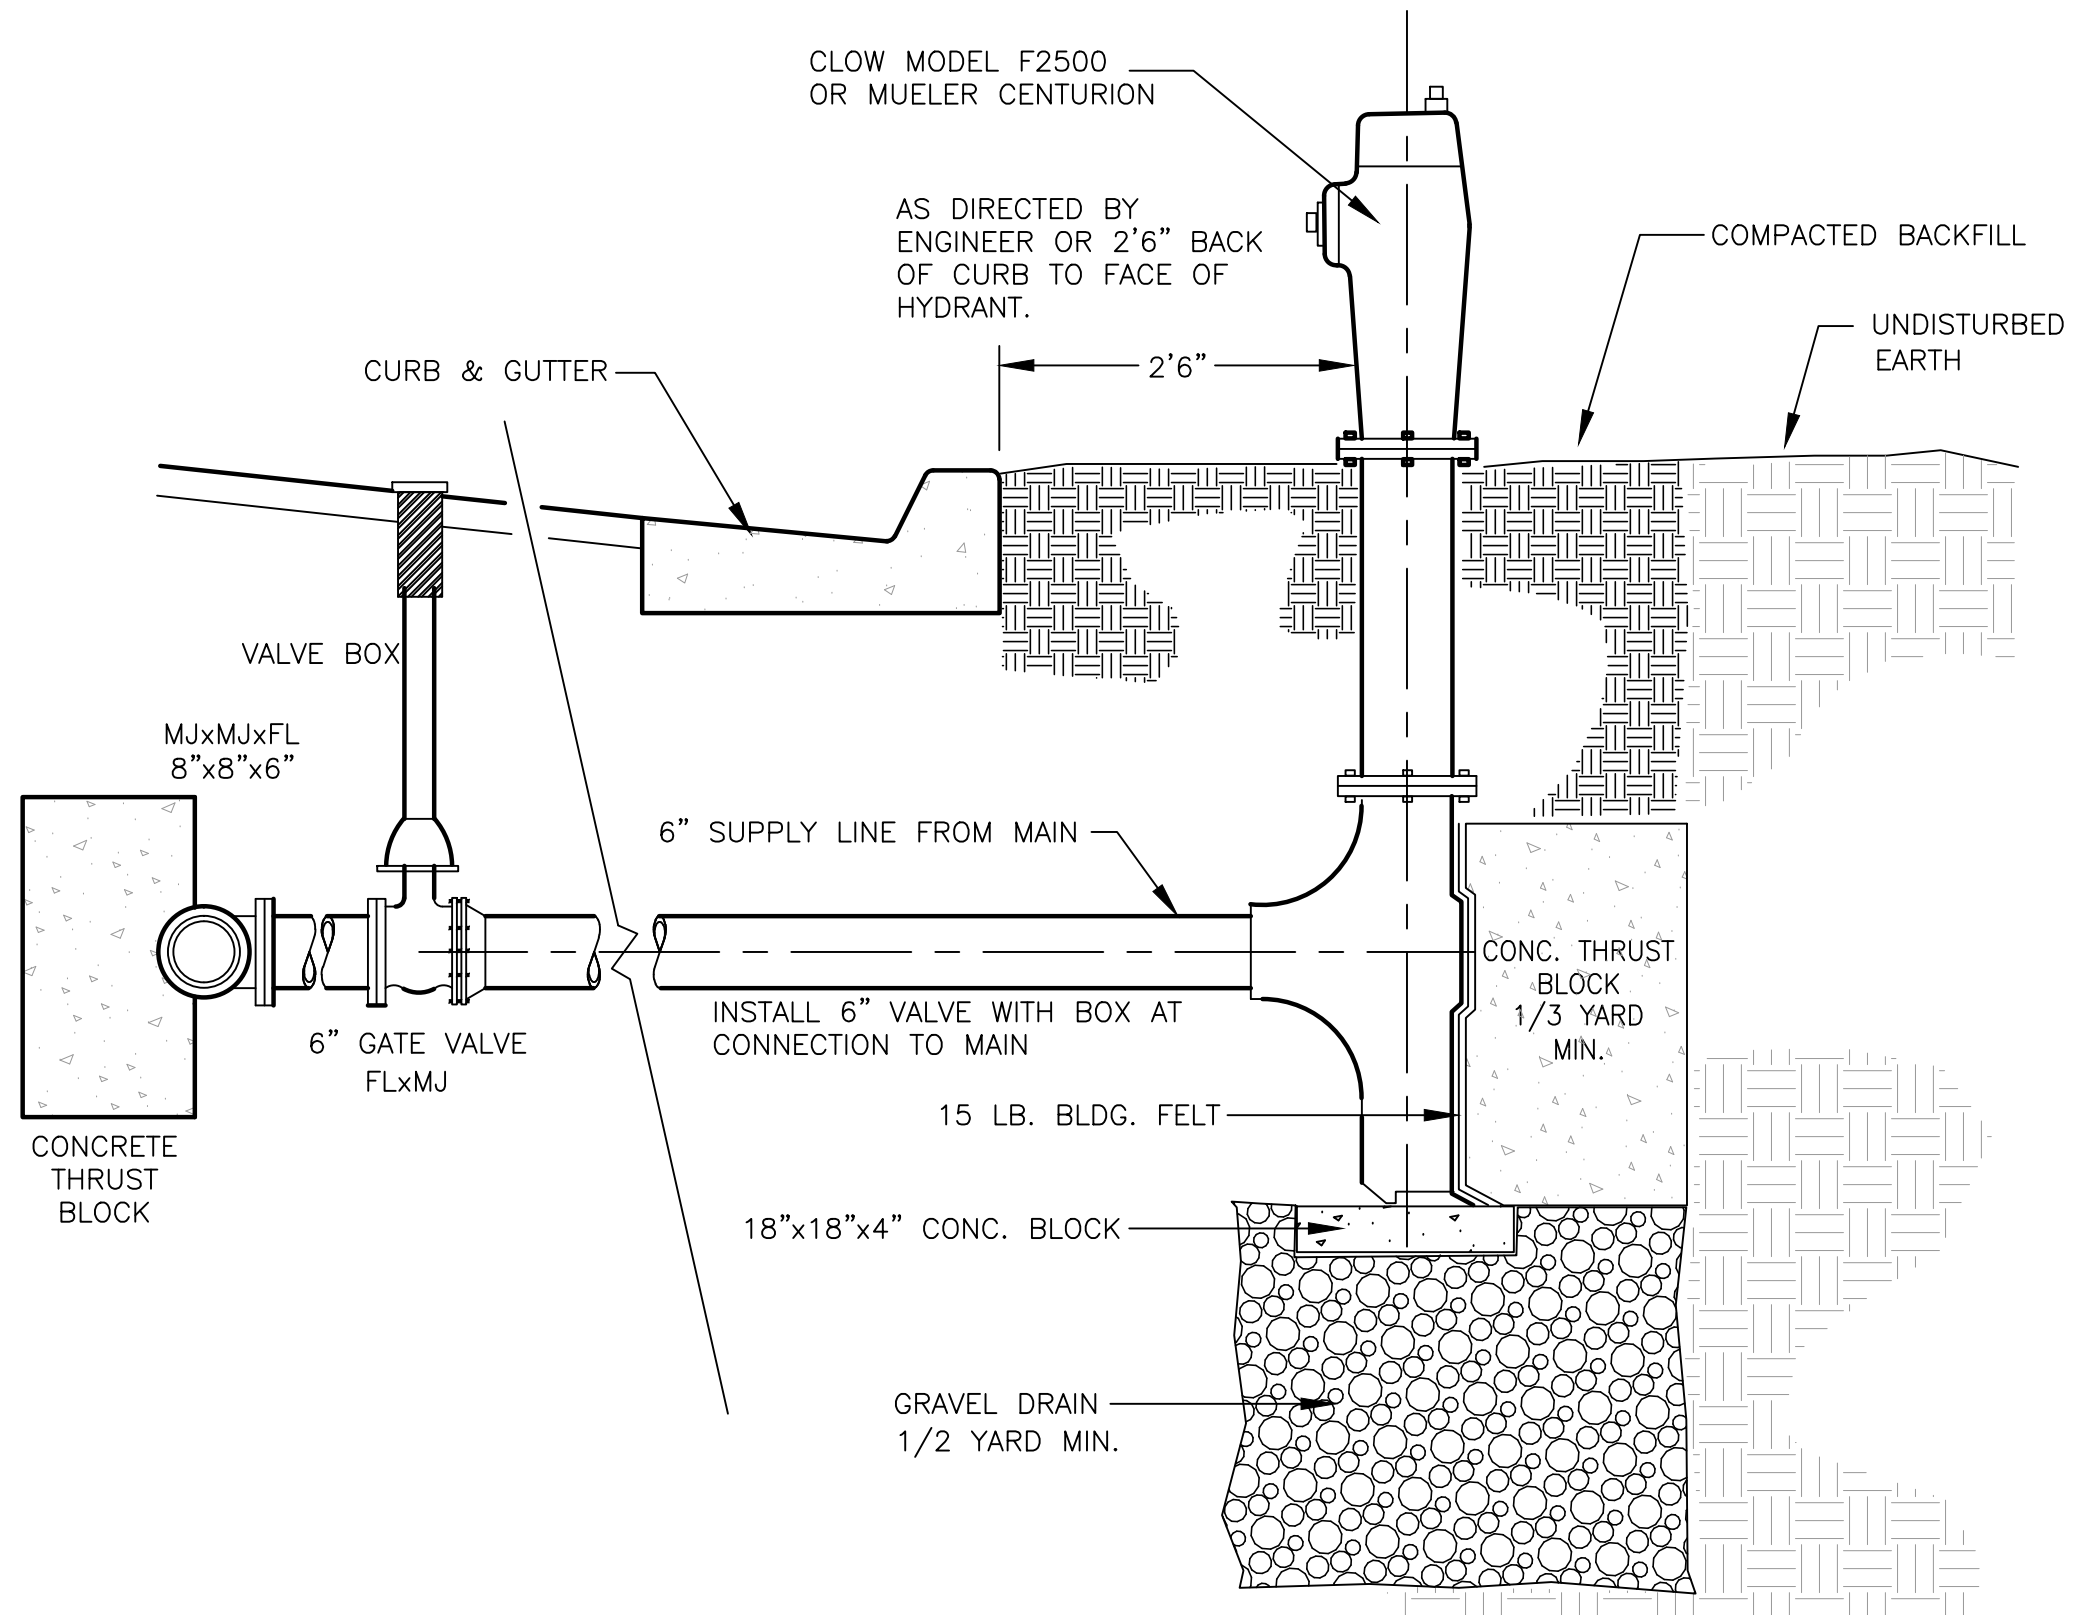 CLOW MODEL F2500
OR MUELER CENTURION
AS DIRECTED BY
ENGINEER OR 2'6" BACK
OF CURB TO FACE OF
HYDRANT.
COMPACTED BACKFILL
UNDISTURBED
EARTH
CURB & GUTTER
2'6"
VALVE BOX
MJxMJxFL
8"x8"x6"
6" SUPPLY LINE FROM MAIN
CONC. THRUST
BLOCK
1/3 YARD
MIN.
INSTALL 6" VALVE WITH BOX AT
CONNECTION TO MAIN
6" GATE VALVE
FLxMJ
15 LB. BLDG. FELT
CONCRETE
THRUST
BLOCK
18"x18"x4" CONC. BLOCK
GRAVEL DRAIN
1/2 YARD MIN.